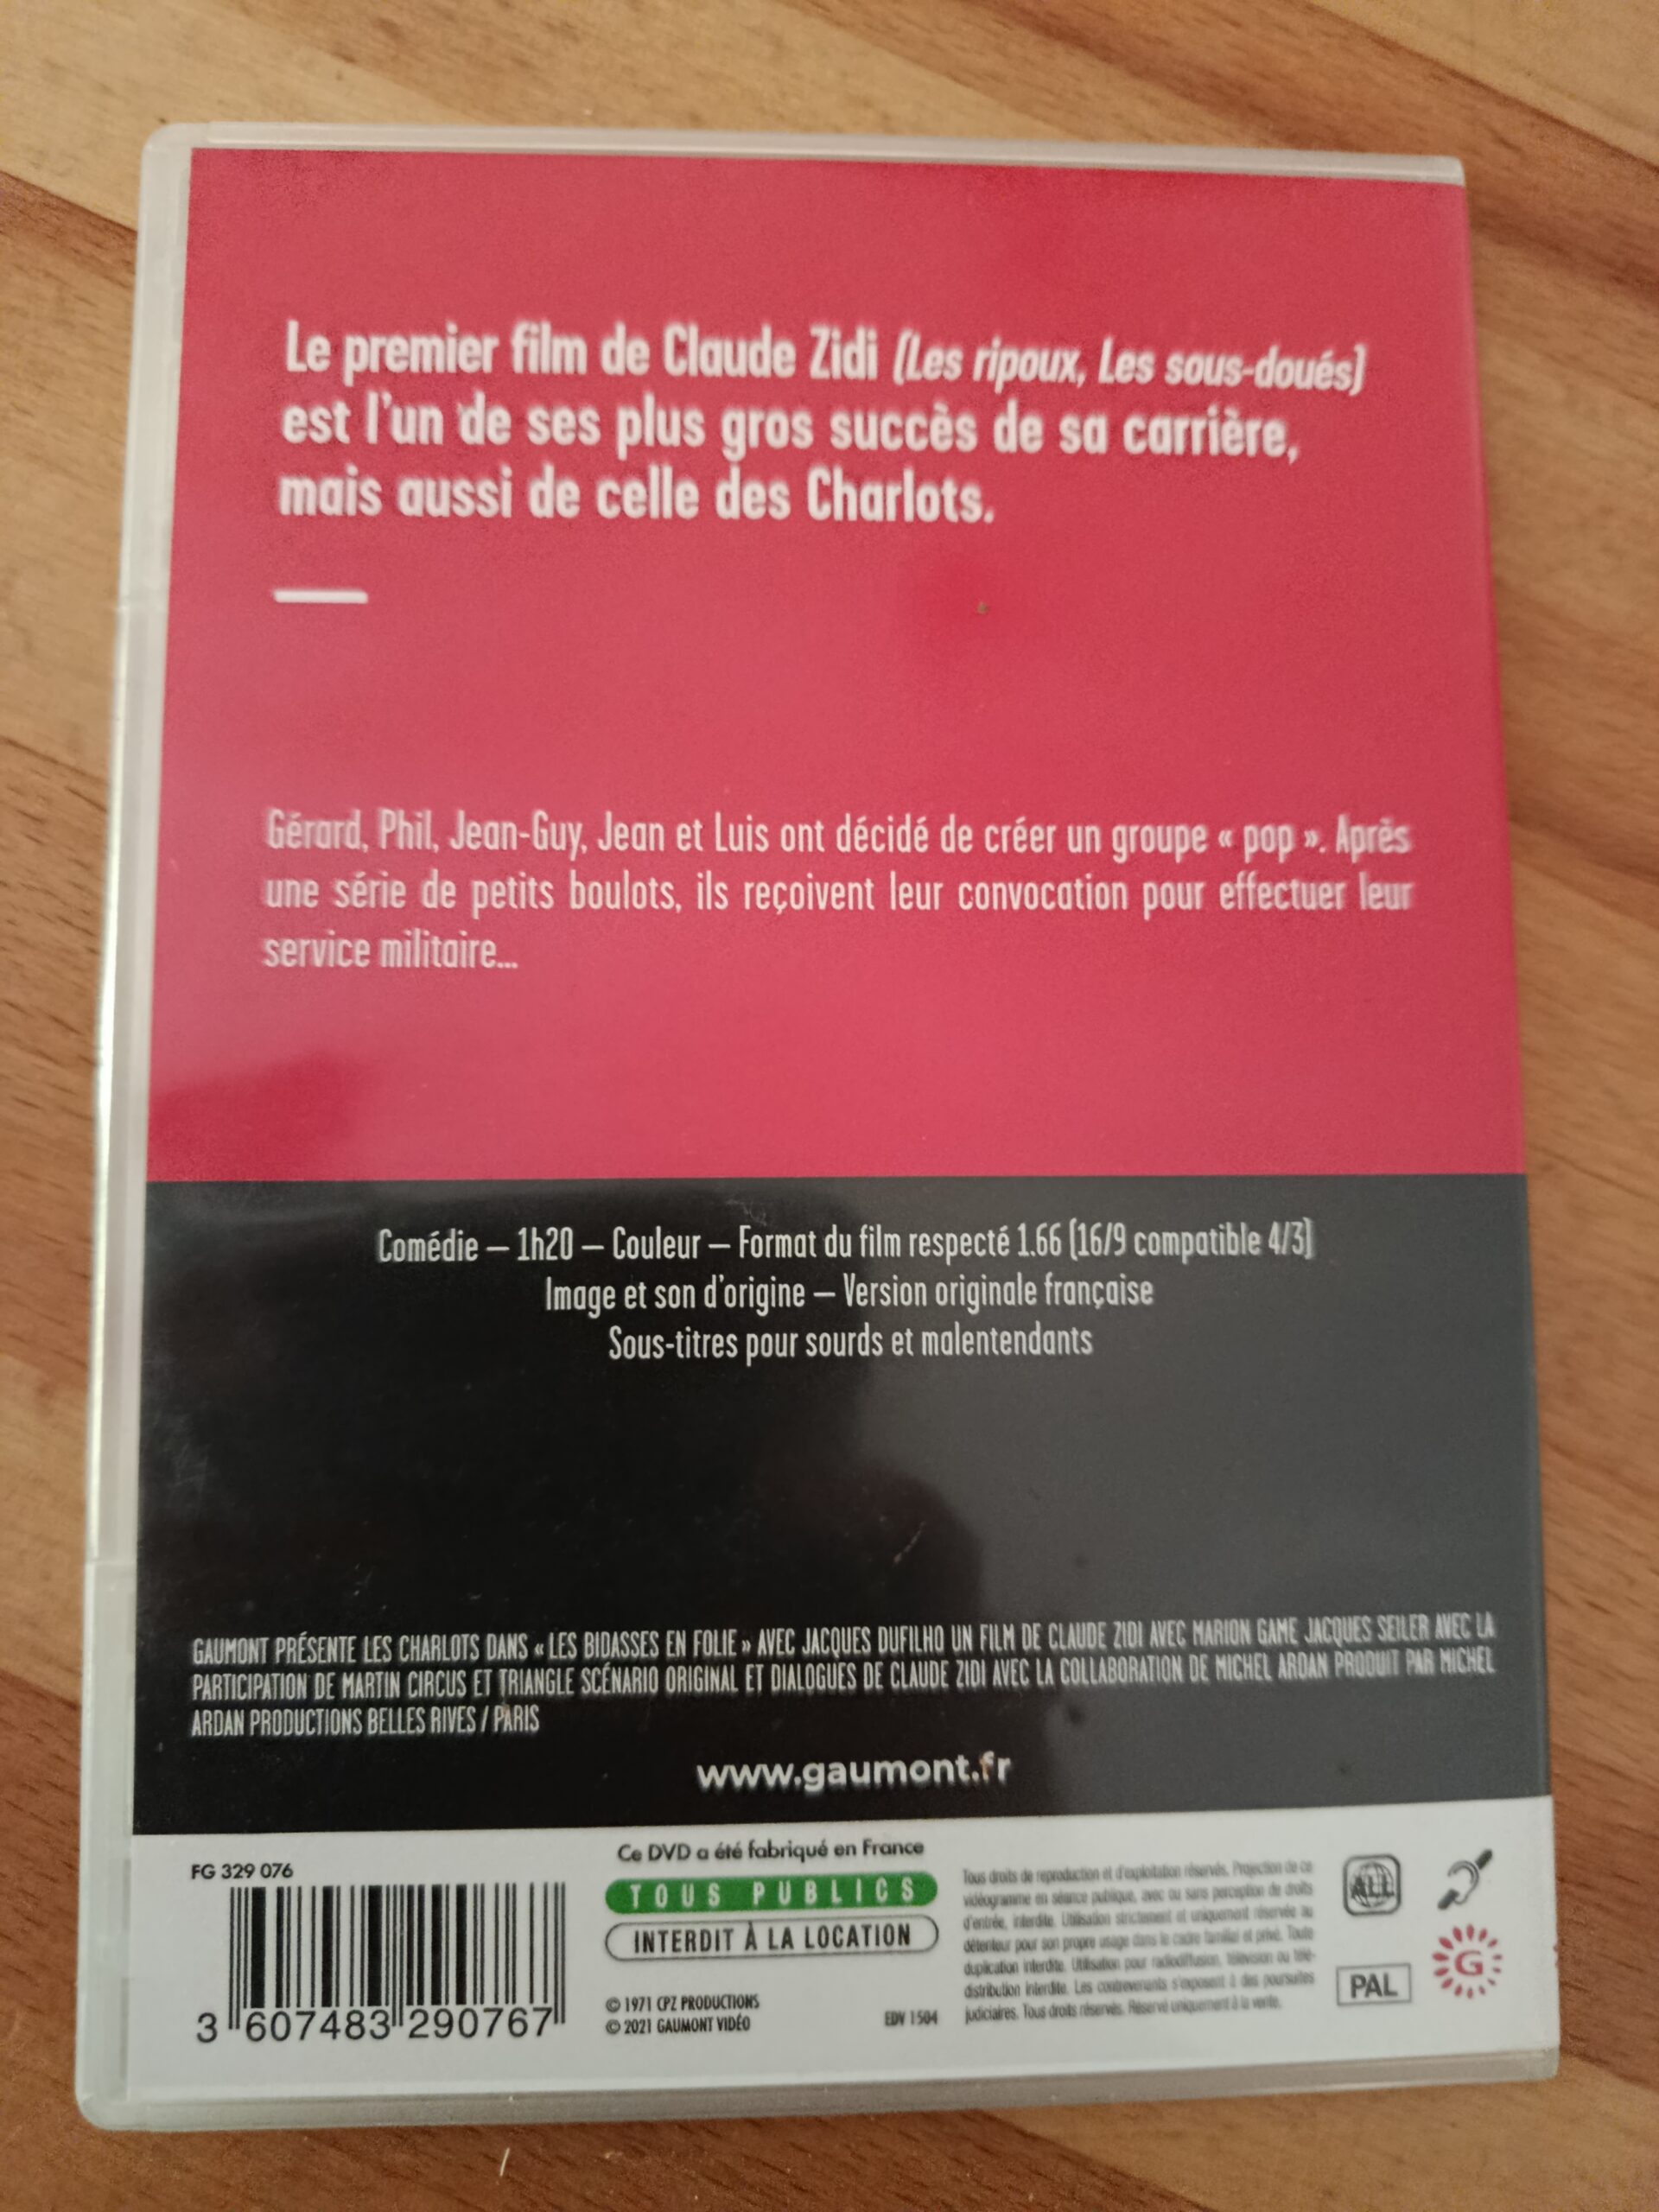 Le premier film de Claude Zidi (Les ripoux, Les sous-doués)
est l'un de ses plus gros succès de sa carrière,
mais aussi de celle des Charlots.
Gérard, Phil, Jean-Guy, Jean et Luis ont décidé de créer un groupe « pop ». Après
une série de petits boulots, ils reçoivent leur convocation pour effectuer leur
service militaire...
Comédie – 1h20 – Couleur – Format du film respecté 1.66 (16/9 compatible 4/3)
Image et son d'origine – Version originale française
Sous-titres pour sourds et malentendants
GAUMONT PRÉSENTE LES CHARLOTS DANS « LES BIDASSES EN FOLIE » AVEC JACQUES DUFILHO UN FILM DE CLAUDE ZIDI AVEC MARION GAME JACQUES SEILER AVEC LA
PARTICIPATION DE MARTIN CIRCUS ET TRIANGLE SCÉNARIO ORIGINAL ET DIALOGUES DE CLAUDE ZIDI AVEC LA COLLABORATION DE MICHEL ARDAN PRODUIT PAR MICHEL
ARDAN PRODUCTIONS BELLES RIVES / PARIS
www.gaumont.fr
FG 329 076
3 607483 290767
Ce DVD a été fabriqué en France
TOUS PUBLICS
INTERDIT À LA LOCATION
© 1971 CPZ PRODUCTIONS
© 2021 GAUMONT VIDÉO
EDV 1504
Tous droits de reproduction et d'exploitation réservés. Projection de ce
vidéogramme en séance publique, avec ou sans perception de droits
d'entrée, interdite. Utilisation strictement et uniquement réservée au
détenteur pour son propre usage dans le cadre familial et privé. Toute
duplication interdite. Utilisation pour radiodiffusion, télévision ou télé-
distribution interdite. Les contrevenants s'exposent à des poursuites
judiciaires. Tous droits réservés. Réservé uniquement à la vente.
ALL
PAL
G